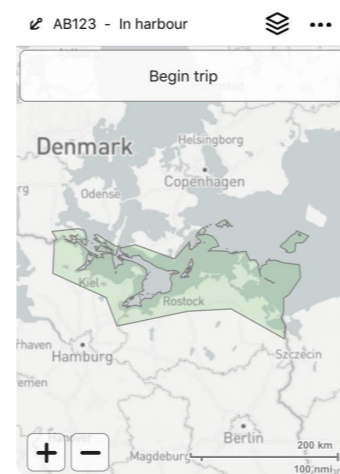 AB123 - In harbour
Begin trip
Denmark
Helsingborg
Copenhagen
Odense
Kiel
Rostock
Hamburg
Szczecin
Berlin
Magdeburg
200 km
100 nmi
+
−